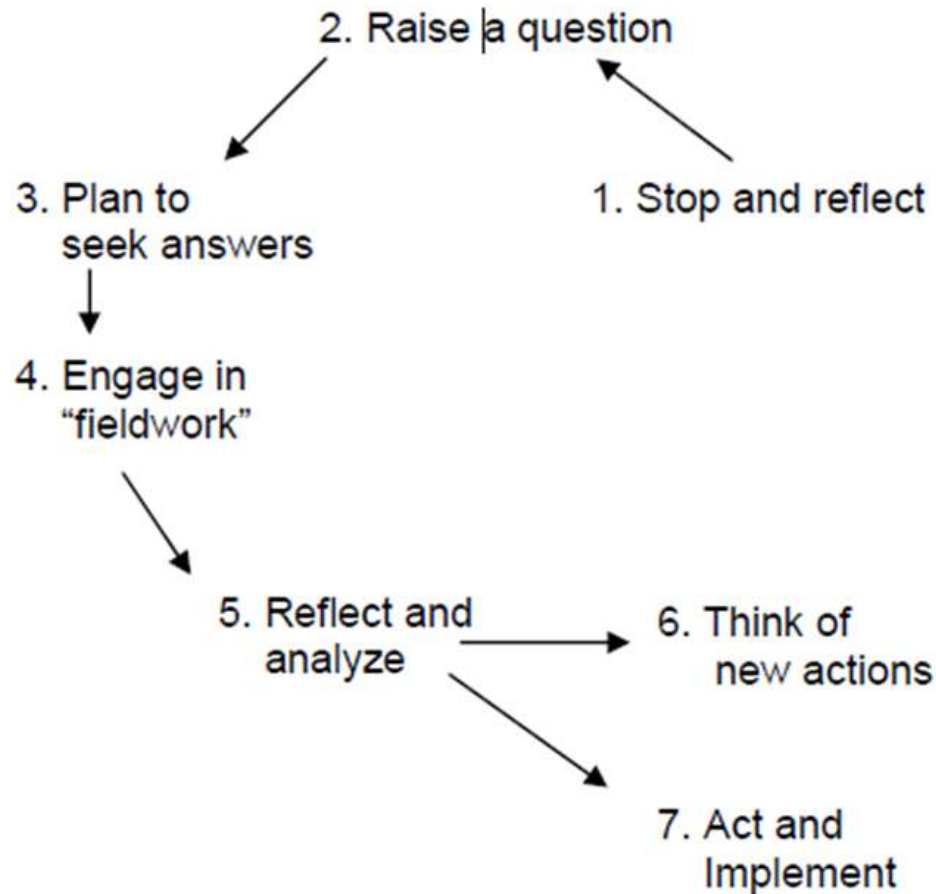 2. Raise a question
1. Stop and reflect
3. Plan to
seek answers
4. Engage in
“fieldwork”
5. Reflect and
analyze
6. Think of
new actions
7. Act and
Implement